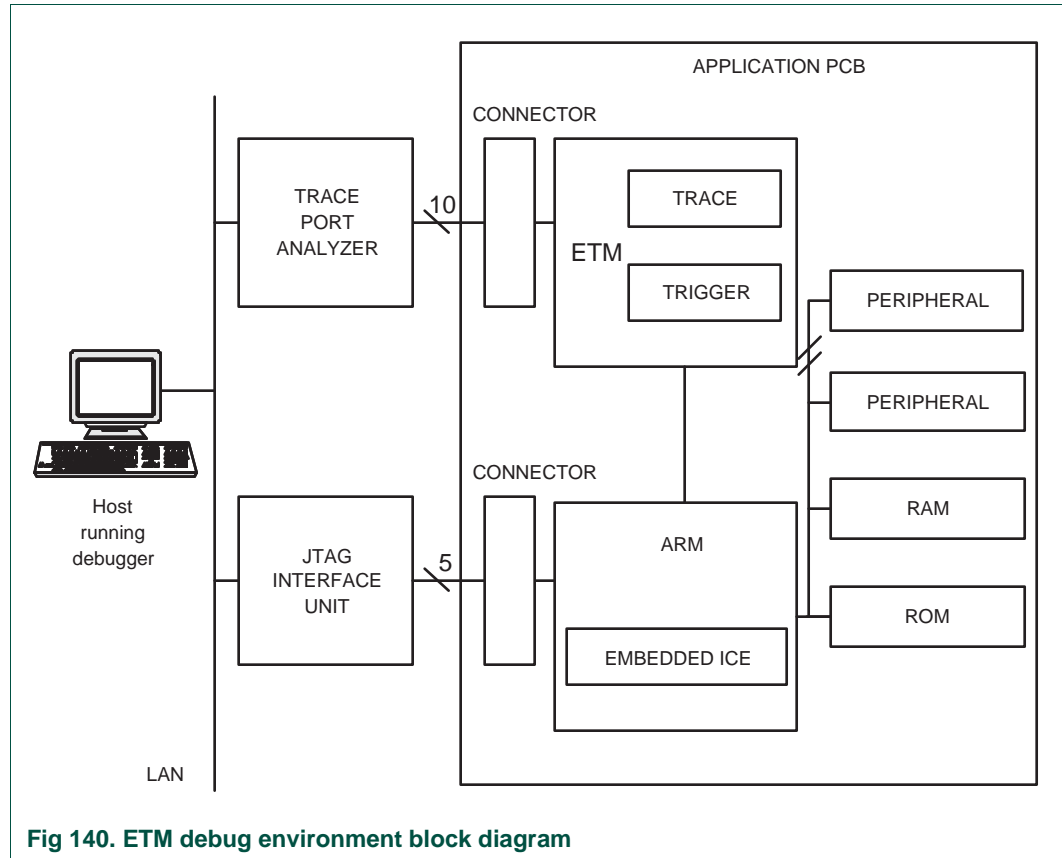 APPLICATION PCB
CONNECTOR
TRACE
PORT
ANALYZER
10
ETM
TRACE
TRIGGER
PERIPHERAL
PERIPHERAL
Host
running
debugger
CONNECTOR
JTAG
INTERFACE
UNIT
5
ARM
EMBEDDED ICE
RAM
ROM
LAN
Fig 140. ETM debug environment block diagram